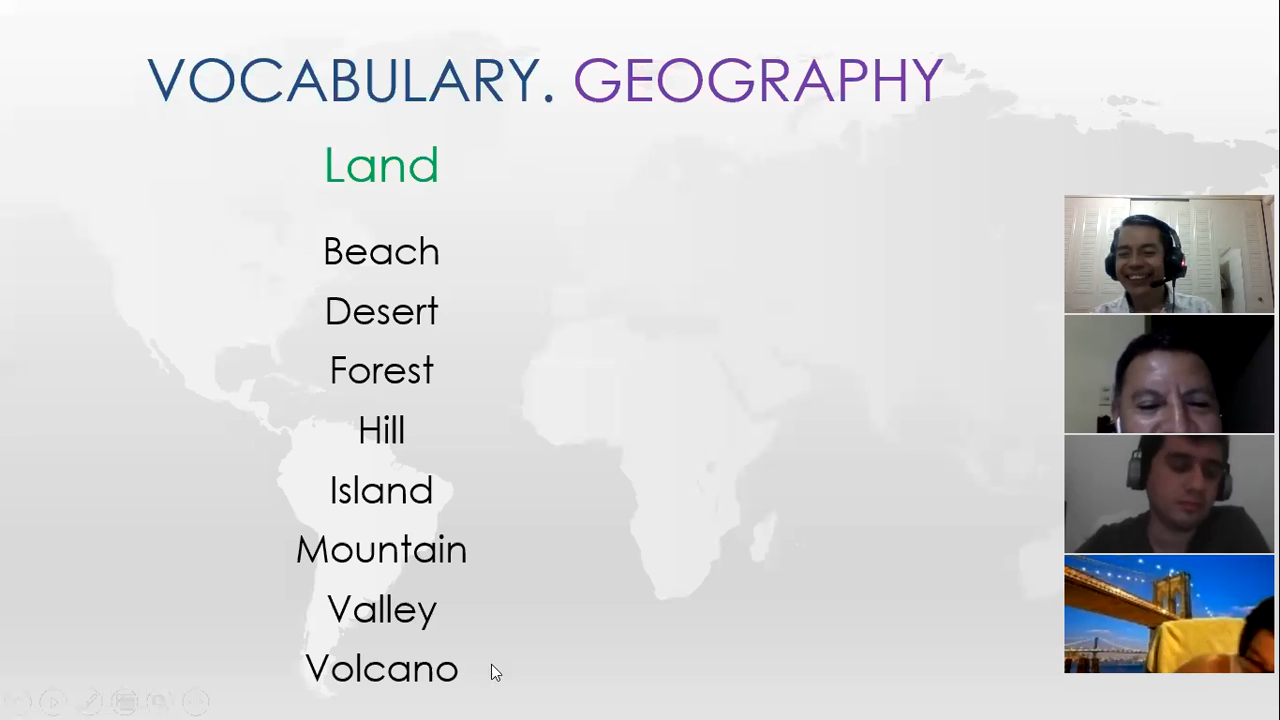 VOCABULARY. GEOGRAPHY
Land
Beach
Desert
Forest
Hill
Island
Mountain
Valley
Volcano